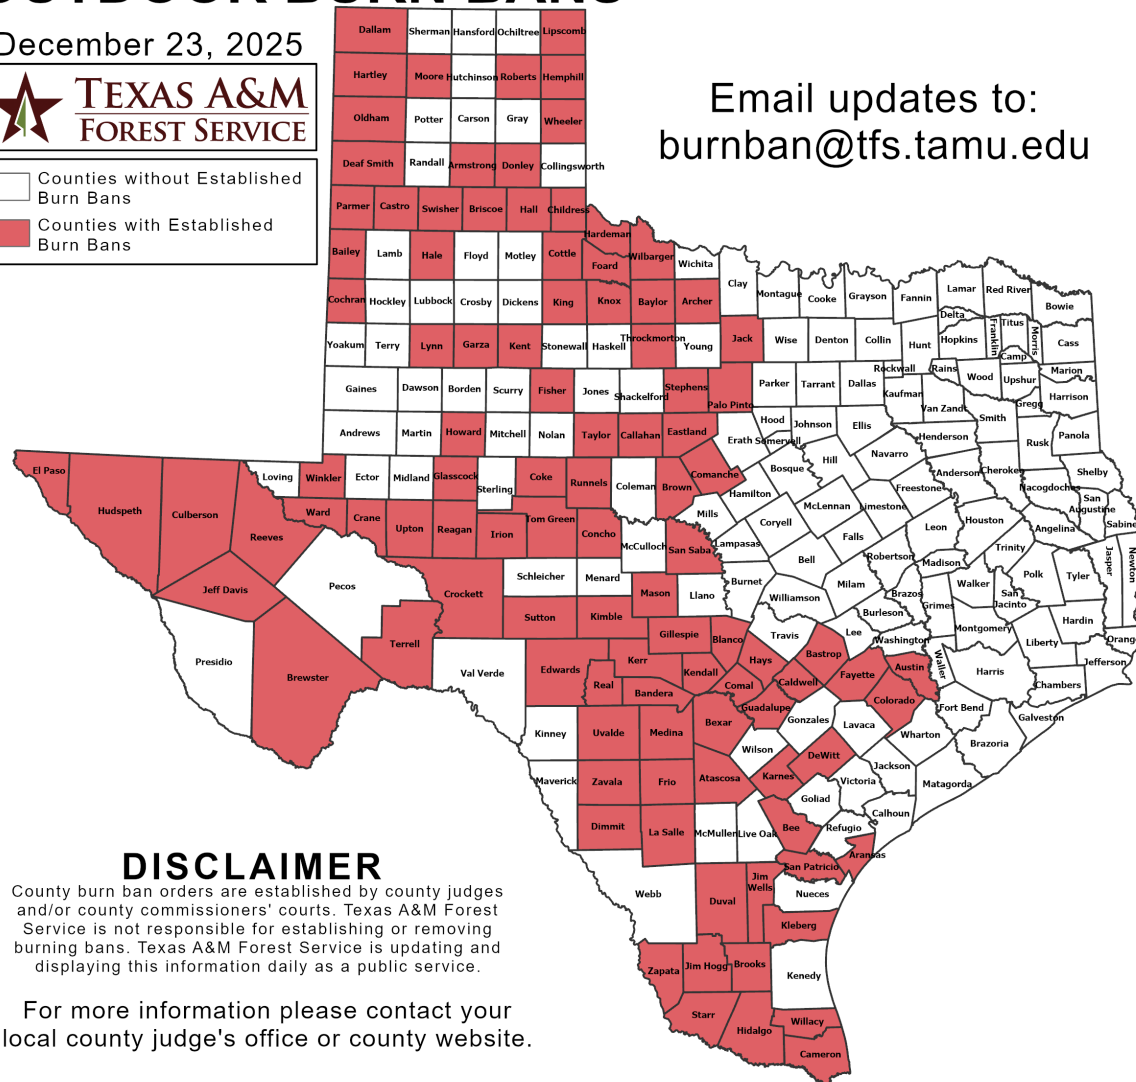 OUTDOOR BURN BANS
December 23, 2025
TEXAS A&M
FOREST SERVICE
Counties without Established
Burn Bans
Counties with Established
Burn Bans
Email updates to:
burnban@tfs.tamu.edu
Dallam Sherman Hansford Ochiltree Lipscomb
Hartley Moore Hutchinson Roberts Hemphill
Oldham Potter Carson Gray Wheeler
Deaf Smith Randall Armstrong Donley Collingsworth
Parmer Castro Swisher Briscoe Hall Childress
Hardeman
Bailey Lamb Hale Floyd Motley Cottle Foard Wilbarger Wichita
Clay Montague Cooke Grayson Fannin Lamar Red River Bowie
Cochran Hockley Lubbock Crosby Dickens King Knox Baylor Archer
Delta Franklin Titus Morris Cass
Yoakum Terry Lynn Garza Kent Stonewall Haskell Throckmorton Young Jack Wise Denton Collin Hunt Hopkins Camp
Rockwall Rains Wood Upshur Marion
Gaines Dawson Borden Scurry Fisher Jones Shackelford Stephens Palo Pinto Parker Tarrant Dallas Kaufman Van Zandt Smith Gregg Harrison
Andrews Martin Howard Mitchell Nolan Taylor Callahan Eastland Erath Hood Somervell Johnson Ellis Henderson Rusk Panola
El Paso Hudspeth Culberson Reeves Loving Winkler Ector Midland Glasscock Sterling Coke Runnels Coleman Brown Comanche Bosque Hill Navarro Anderson Cherokee Nacogdoches Shelby
Ward Crane Upton Reagan Irion Tom Green Concho McCulloch San Saba Mills Hamilton Coryell McLennan Limestone Freestone Leon Houston Angelina San
Augustine Sabine
Lampasas Bell Falls Robertson Madison Trinity Polk Tyler Jasper Newton
Jeff Davis Pecos Crockett Schleicher Menard Mason Llano Burnet Williamson Milam Brazos Grimes Walker San
Jacinto Hardin
Presidio Brewster Terrell Val Verde Sutton Kimble Gillespie Blanco Travis Lee Burleson Washington Montgomery Liberty Orang
Edwards Real Kerr Bandera Kendall Comal Hays Caldwell Bastrop Fayette Austin Waller Harris Chambers Jefferson
Kinney Uvalde Medina Bexar Guadalupe Gonzales Lavaca Colorado Fort Bend Galveston
Wilson DeWitt Wharton Brazoria
Maverick Zavala Frio Atascosa Karnes Victoria Jackson Matagorda
Dimmit La Salle McMullen Live Oak Bee Goliad Refugio Calhoun
Aransas
San Patricio
Webb Duval Jim
Wells Nueces
Kleberg
Zapata Jim Hogg Brooks Kenedy
Starr Hidalgo Willacy
Cameron
DISCLAIMER
County burn ban orders are established by county judges
and/or county commissioners' courts. Texas A&M Forest
Service is not responsible for establishing or removing
burning bans. Texas A&M Forest Service is updating and
displaying this information daily as a public service.
For more information please contact your
local county judge's office or county website.